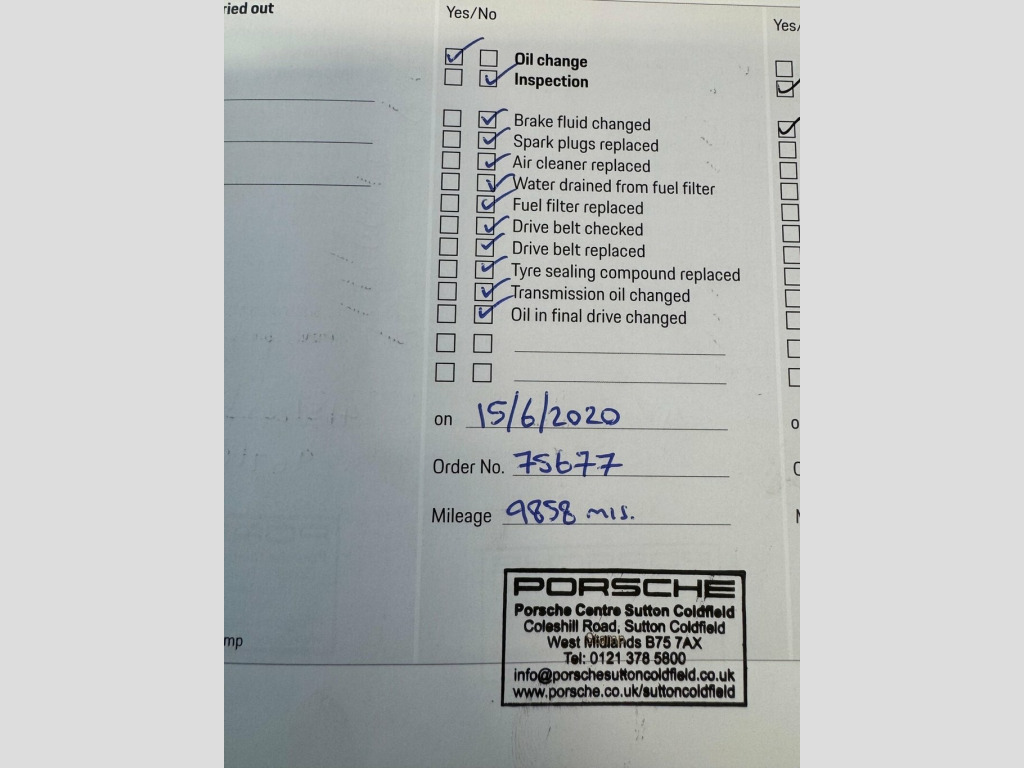 ried out
Yes/No
Yes/
Oil change
Inspection
Brake fluid changed
Spark plugs replaced
Air cleaner replaced
Water drained from fuel filter
Fuel filter replaced
Drive belt checked
Drive belt replaced
Tyre sealing compound replaced
Transmission oil changed
Oil in final drive changed
on 15/6/2020
Order No. 75677
Mileage 9858 mls.
mp
PORSCHE
Porsche Centre Sutton Coldfield
Coleshill Road, Sutton Coldfield
West Midlands B75 7AX
Tel: 0121 378 5800
info@porschesuttoncoldfield.co.uk
www.porsche.co.uk/suttoncoldfield